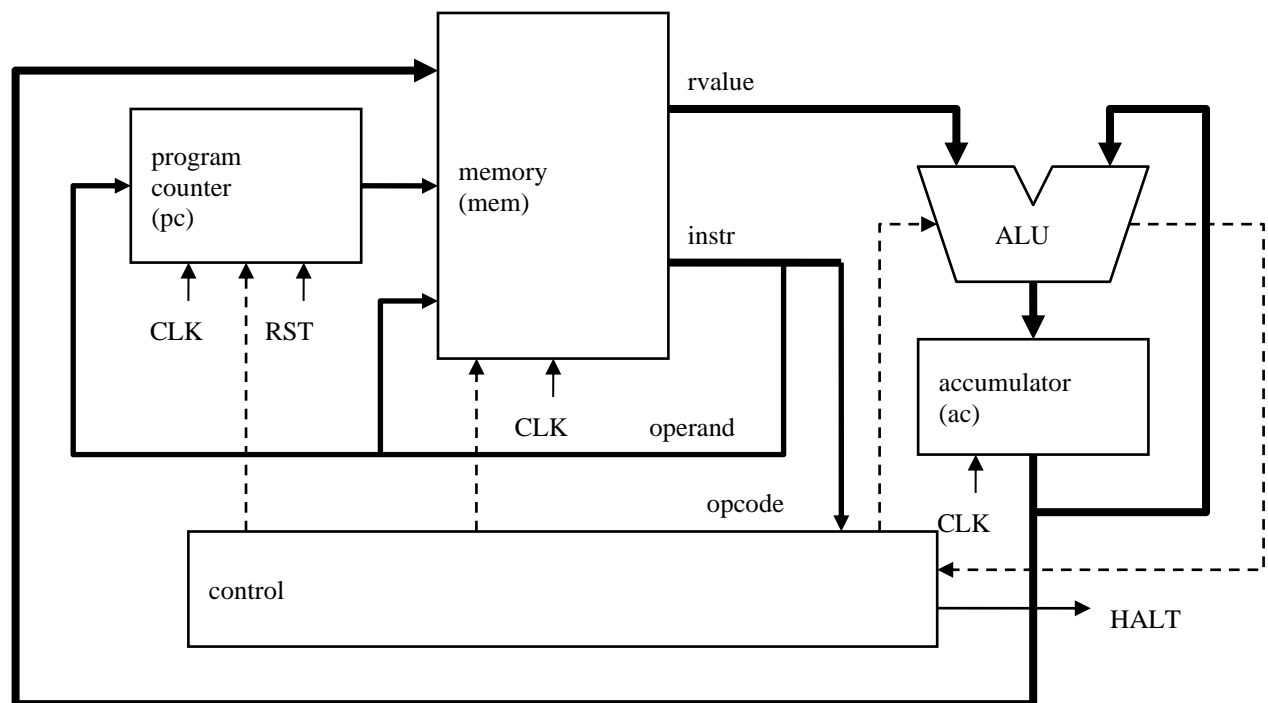 rvalue
program
counter
(pc)
memory
(mem)
instr
ALU
CLK
RST
accumulator
(ac)
CLK
operand
opcode
CLK
control
HALT